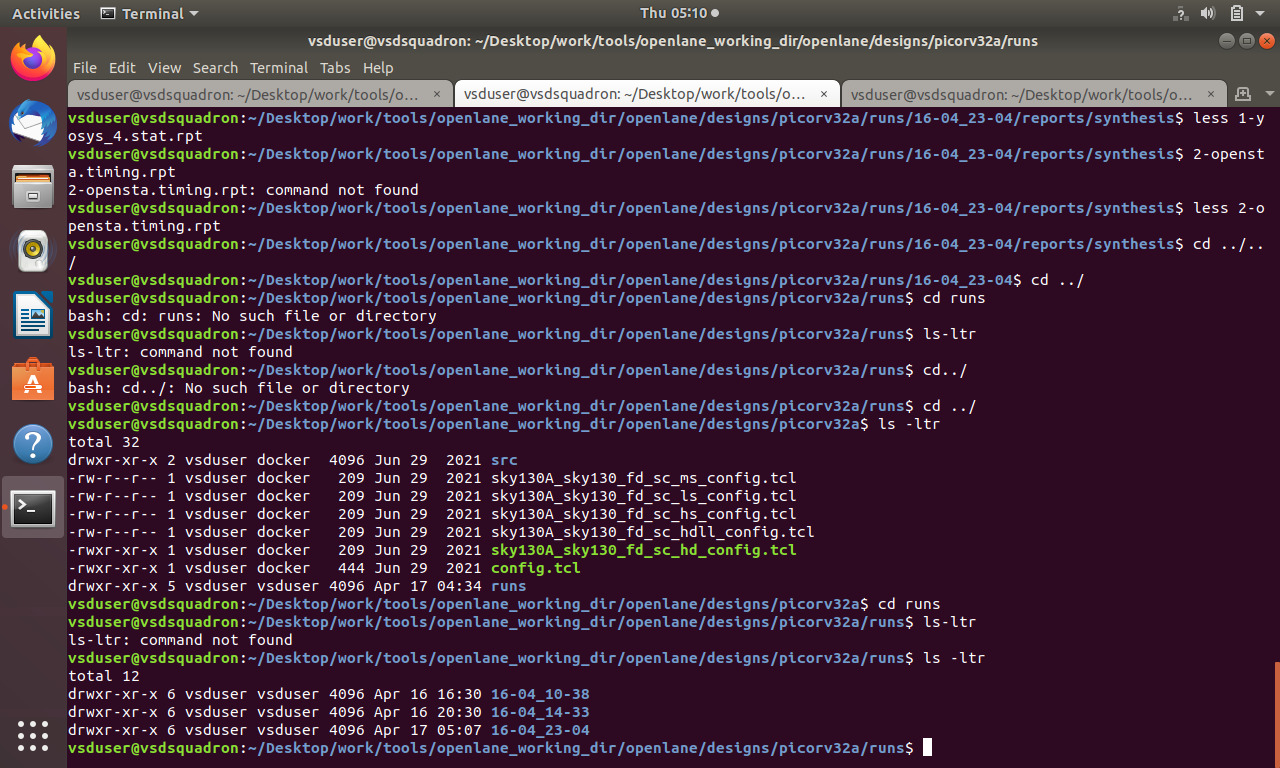 Activities Terminal Thu 05:10
vsduser@vsdsquadron: ~/Desktop/work/tools/openlane_working_dir/openlane/designs/picorv32a/runs
File Edit View Search Terminal Tabs Help
vsduser@vsdsquadron: ~/Desktop/work/tools/o... × vsduser@vsdsquadron: ~/Desktop/work/tools/o... × vsduser@vsdsquadron: ~/Desktop/work/tools/o... ×
vsduser@vsdsquadron:~/Desktop/work/tools/openlane_working_dir/openlane/designs/picorv32a/runs/16-04_23-04/reports/synthesis$ less 1-y
osys_4.stat.rpt
vsduser@vsdsquadron:~/Desktop/work/tools/openlane_working_dir/openlane/designs/picorv32a/runs/16-04_23-04/reports/synthesis$ 2-openst
a.timing.rpt
2-opensta.timing.rpt: command not found
vsduser@vsdsquadron:~/Desktop/work/tools/openlane_working_dir/openlane/designs/picorv32a/runs/16-04_23-04/reports/synthesis$ less 2-o
pensta.timing.rpt
vsduser@vsdsquadron:~/Desktop/work/tools/openlane_working_dir/openlane/designs/picorv32a/runs/16-04_23-04/reports/synthesis$ cd ../..
/
vsduser@vsdsquadron:~/Desktop/work/tools/openlane_working_dir/openlane/designs/picorv32a/runs/16-04_23-04$ cd ../
vsduser@vsdsquadron:~/Desktop/work/tools/openlane_working_dir/openlane/designs/picorv32a/runs$ cd runs
bash: cd: runs: No such file or directory
vsduser@vsdsquadron:~/Desktop/work/tools/openlane_working_dir/openlane/designs/picorv32a/runs$ ls-ltr
ls-ltr: command not found
vsduser@vsdsquadron:~/Desktop/work/tools/openlane_working_dir/openlane/designs/picorv32a/runs$ cd../
bash: cd../: No such file or directory
vsduser@vsdsquadron:~/Desktop/work/tools/openlane_working_dir/openlane/designs/picorv32a/runs$ cd ../
vsduser@vsdsquadron:~/Desktop/work/tools/openlane_working_dir/openlane/designs/picorv32a$ ls -ltr
total 32
drwxr-xr-x 2 vsduser docker  4096 Jun 29  2021 src
-rw-r--r-- 1 vsduser docker   209 Jun 29  2021 sky130A_sky130_fd_sc_ms_config.tcl
-rw-r--r-- 1 vsduser docker   209 Jun 29  2021 sky130A_sky130_fd_sc_ls_config.tcl
-rw-r--r-- 1 vsduser docker   209 Jun 29  2021 sky130A_sky130_fd_sc_hs_config.tcl
-rw-r--r-- 1 vsduser docker   209 Jun 29  2021 sky130A_sky130_fd_sc_hdll_config.tcl
-rwxr-xr-x 1 vsduser docker   209 Jun 29  2021 sky130A_sky130_fd_sc_hd_config.tcl
-rwxr-xr-x 1 vsduser docker   444 Jun 29  2021 config.tcl
drwxr-xr-x 5 vsduser vsduser 4096 Apr 17 04:34 runs
vsduser@vsdsquadron:~/Desktop/work/tools/openlane_working_dir/openlane/designs/picorv32a$ cd runs
vsduser@vsdsquadron:~/Desktop/work/tools/openlane_working_dir/openlane/designs/picorv32a/runs$ ls-ltr
ls-ltr: command not found
vsduser@vsdsquadron:~/Desktop/work/tools/openlane_working_dir/openlane/designs/picorv32a/runs$ ls -ltr
total 12
drwxr-xr-x 6 vsduser vsduser 4096 Apr 16 16:30 16-04_10-38
drwxr-xr-x 6 vsduser vsduser 4096 Apr 16 20:30 16-04_14-33
drwxr-xr-x 6 vsduser vsduser 4096 Apr 17 05:07 16-04_23-04
vsduser@vsdsquadron:~/Desktop/work/tools/openlane_working_dir/openlane/designs/picorv32a/runs$